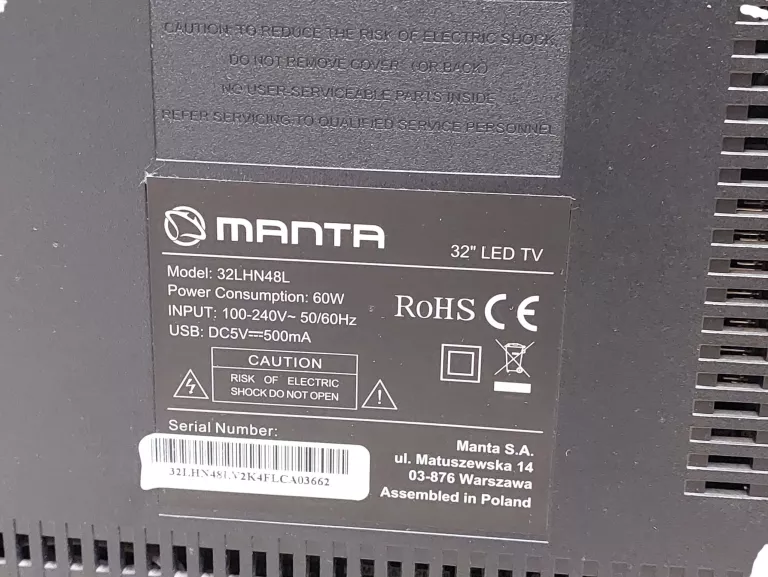 CAUTION: TO REDUCE THE RISK OF ELECTRIC SHOCK,
DO NOT REMOVE COVER (OR BACK)
NO USER-SERVICEABLE PARTS INSIDE
REFER SERVICING TO QUALIFIED SERVICE PERSONNEL
MANTA
32" LED TV
Model: 32LHN48L
Power Consumption: 60W
INPUT: 100-240V~ 50/60Hz
USB: DC5V⎓500mA
RoHS CE
CAUTION
RISK OF ELECTRIC
SHOCK DO NOT OPEN
Serial Number:
32LHN48LV2K4FLCA03662
Manta S.A.
ul. Matuszewska 14
03-876 Warszawa
Assembled in Poland